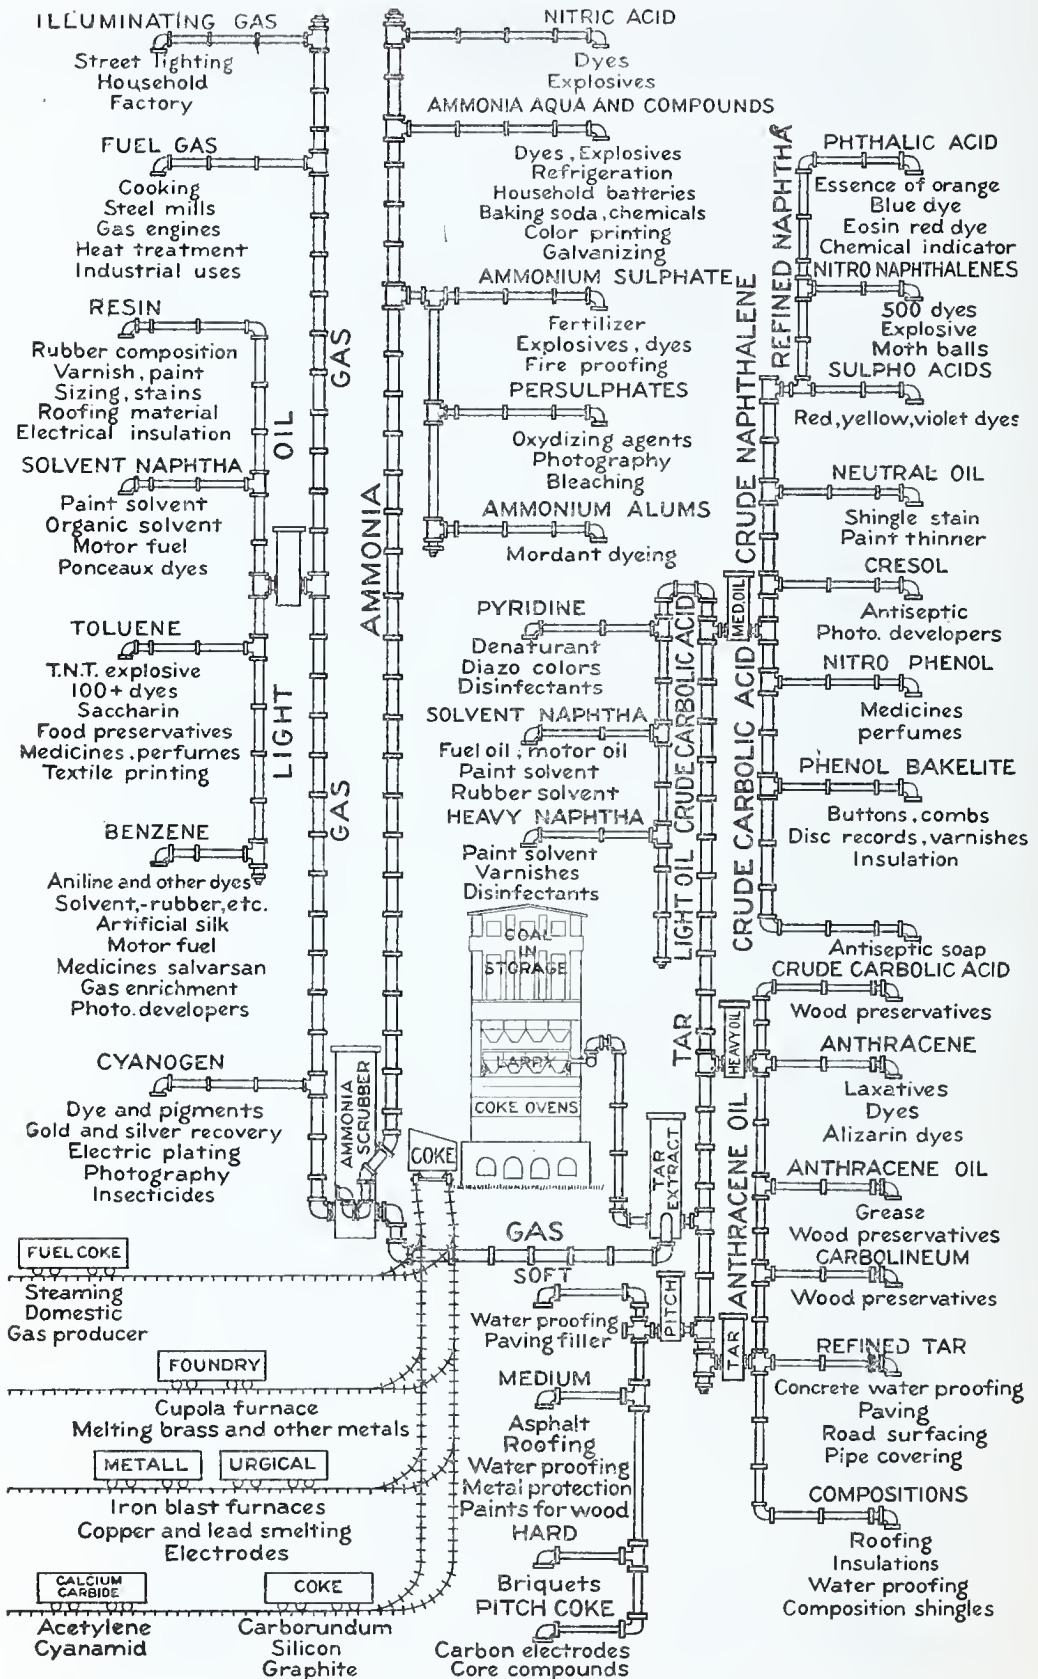 ILLUMINATING GAS
Street lighting
Household
Factory
FUEL GAS
Cooking
Steel mills
Gas engines
Heat treatment
Industrial uses
RESIN
Rubber composition
Varnish, paint
Sizing, stains
Roofing material
Electrical insulation
SOLVENT NAPHTHA
Paint solvent
Organic solvent
Motor fuel
Ponceaux dyes
TOLUENE
T.N.T. explosive
100+ dyes
Saccharin
Food preservatives
Medicines, perfumes
Textile printing
BENZENE
Aniline and other dyes
Solvent,-rubber, etc.
Artificial silk
Motor fuel
Medicines salvarsan
Gas enrichment
Photo. developers
CYANOGEN
Dye and pigments
Gold and silver recovery
Electric plating
Photography
Insecticides
LIGHT OIL
GAS
GAS
AMMONIA
AMMONIA
SCRUBBER
NITRIC ACID
Dyes
Explosives
AMMONIA AQUA AND COMPOUNDS
Dyes, Explosives
Refrigeration
Household batteries
Baking soda, chemicals
Color printing
Galvanizing
AMMONIUM SULPHATE
Fertilizer
Explosives, dyes
Fire proofing
PERSULPHATES
Oxydizing agents
Photography
Bleaching
AMMONIUM ALUMS
Mordant dyeing
PYRIDINE
Denaturant
Diazo colors
Disinfectants
SOLVENT NAPHTHA
Fuel oil, motor oil
Paint solvent
Rubber solvent
HEAVY NAPHTHA
Paint solvent
Varnishes
Disinfectants
LIGHT OIL CRUDE CARBOLIC ACID
TAR
COAL
IN
STORAGE
LARRY
COKE OVENS
COKE
TAR
EXTRACT
GAS
REFINED NAPHTHA
PHTHALIC ACID
Essence of orange
Blue dye
Eosin red dye
Chemical indicator
NITRO NAPHTHALENES
500 dyes
Explosive
Moth balls
SULPHO ACIDS
Red, yellow, violet dyes
CRUDE CARBOLIC ACID CRUDE NAPHTHALENE
MED. OIL
NEUTRAL OIL
Shingle stain
Paint thinner
CRESOL
Antiseptic
Photo. developers
NITRO PHENOL
Medicines
perfumes
PHENOL BAKELITE
Buttons, combs
Disc records, varnishes
Insulation
Antiseptic soap
CRUDE CARBOLIC ACID
Wood preservatives
HEAVY OIL
ANTHRACENE OIL
ANTHRACENE
Laxatives
Dyes
Alizarin dyes
ANTHRACENE OIL
Grease
Wood preservatives
CARBOLINEUM
Wood preservatives
TAR
REFINED TAR
Concrete water proofing
Paving
Road surfacing
Pipe covering
COMPOSITIONS
Roofing
Insulations
Water proofing
Composition shingles
PITCH
SOFT
Water proofing
Paving filler
MEDIUM
Asphalt
Roofing
Water proofing
Metal protection
Paints for wood
HARD
Briquets
PITCH COKE
Carbon electrodes
Core compounds
FUEL COKE
Steaming
Domestic
Gas producer
FOUNDRY
Cupola furnace
Melting brass and other metals
METALL URGICAL
Iron blast furnaces
Copper and lead smelting
Electrodes
CALCIUM
CARBIDE
Acetylene
Cyanamid
COKE
Carborundum
Silicon
Graphite